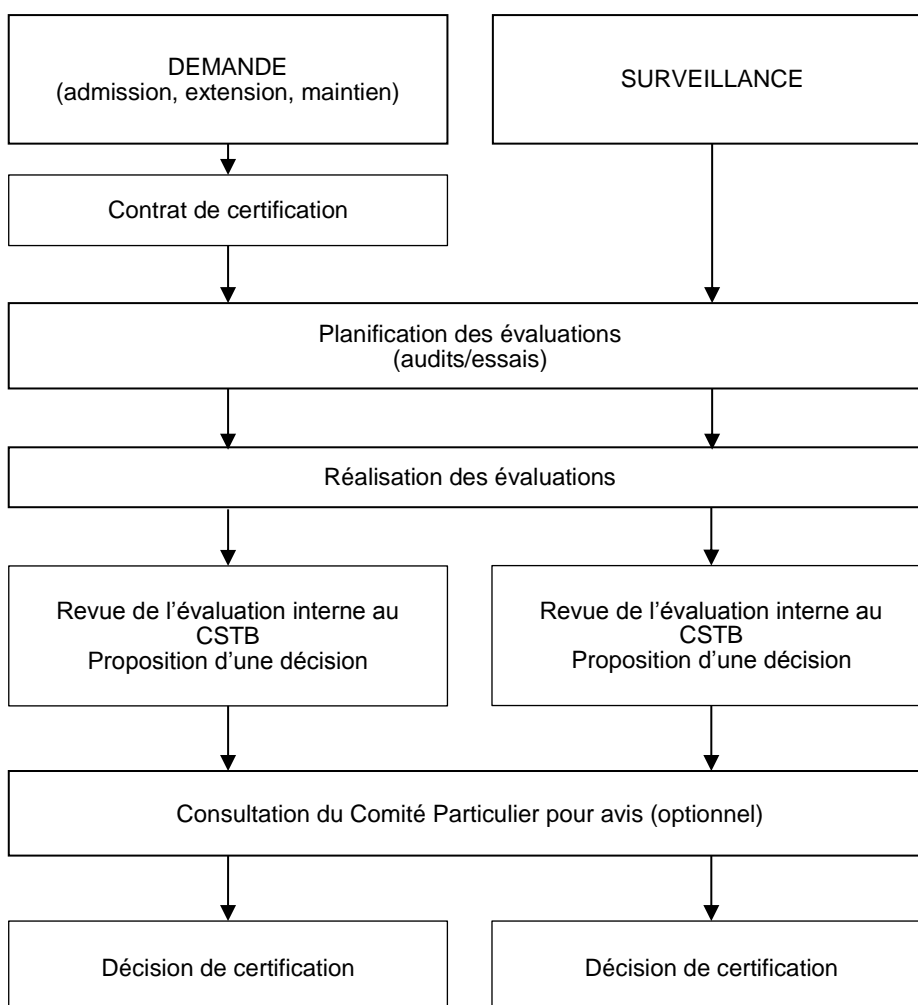 DEMANDE
(admission, extension, maintien)
SURVEILLANCE
Contrat de certification
Planification des évaluations
(audits/essais)
Réalisation des évaluations
Revue de l’évaluation interne au
CSTB
Proposition d’une décision
Revue de l’évaluation interne au
CSTB
Proposition d’une décision
Consultation du Comité Particulier pour avis (optionnel)
Décision de certification
Décision de certification